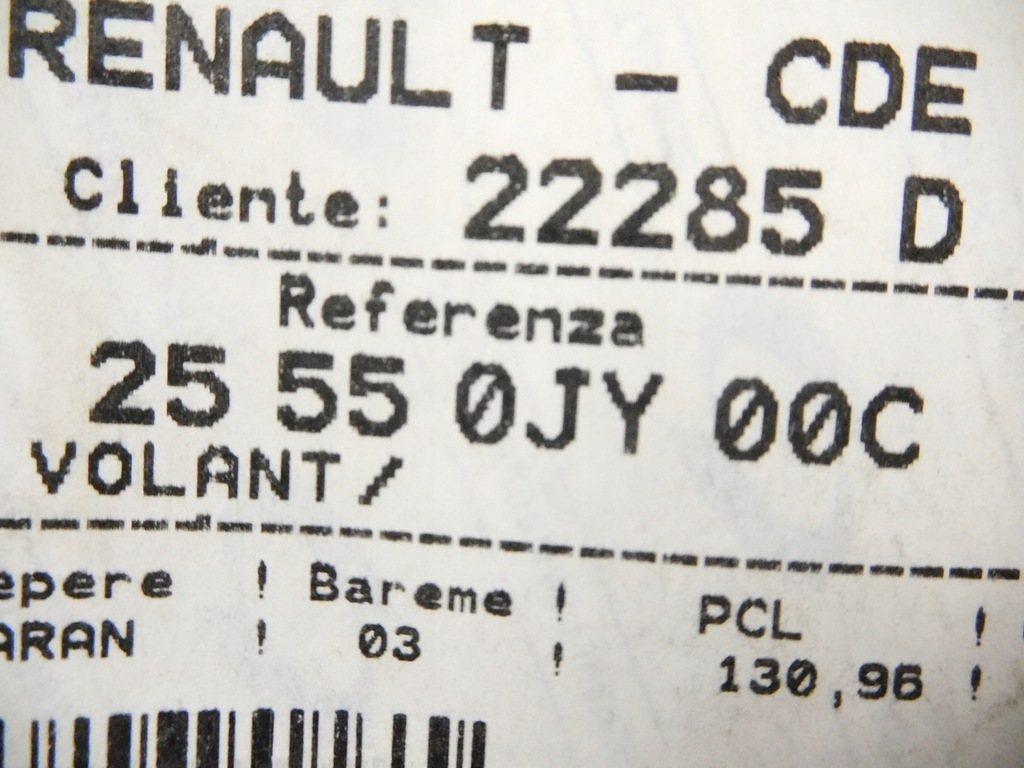 RENAULT - CDE
Cliente: 22285 D
Referenza
25 55 0JY 00C
VOLANT/
epere ! Bareme ! PCL !
ARAN ! 03 ! 130,96 !